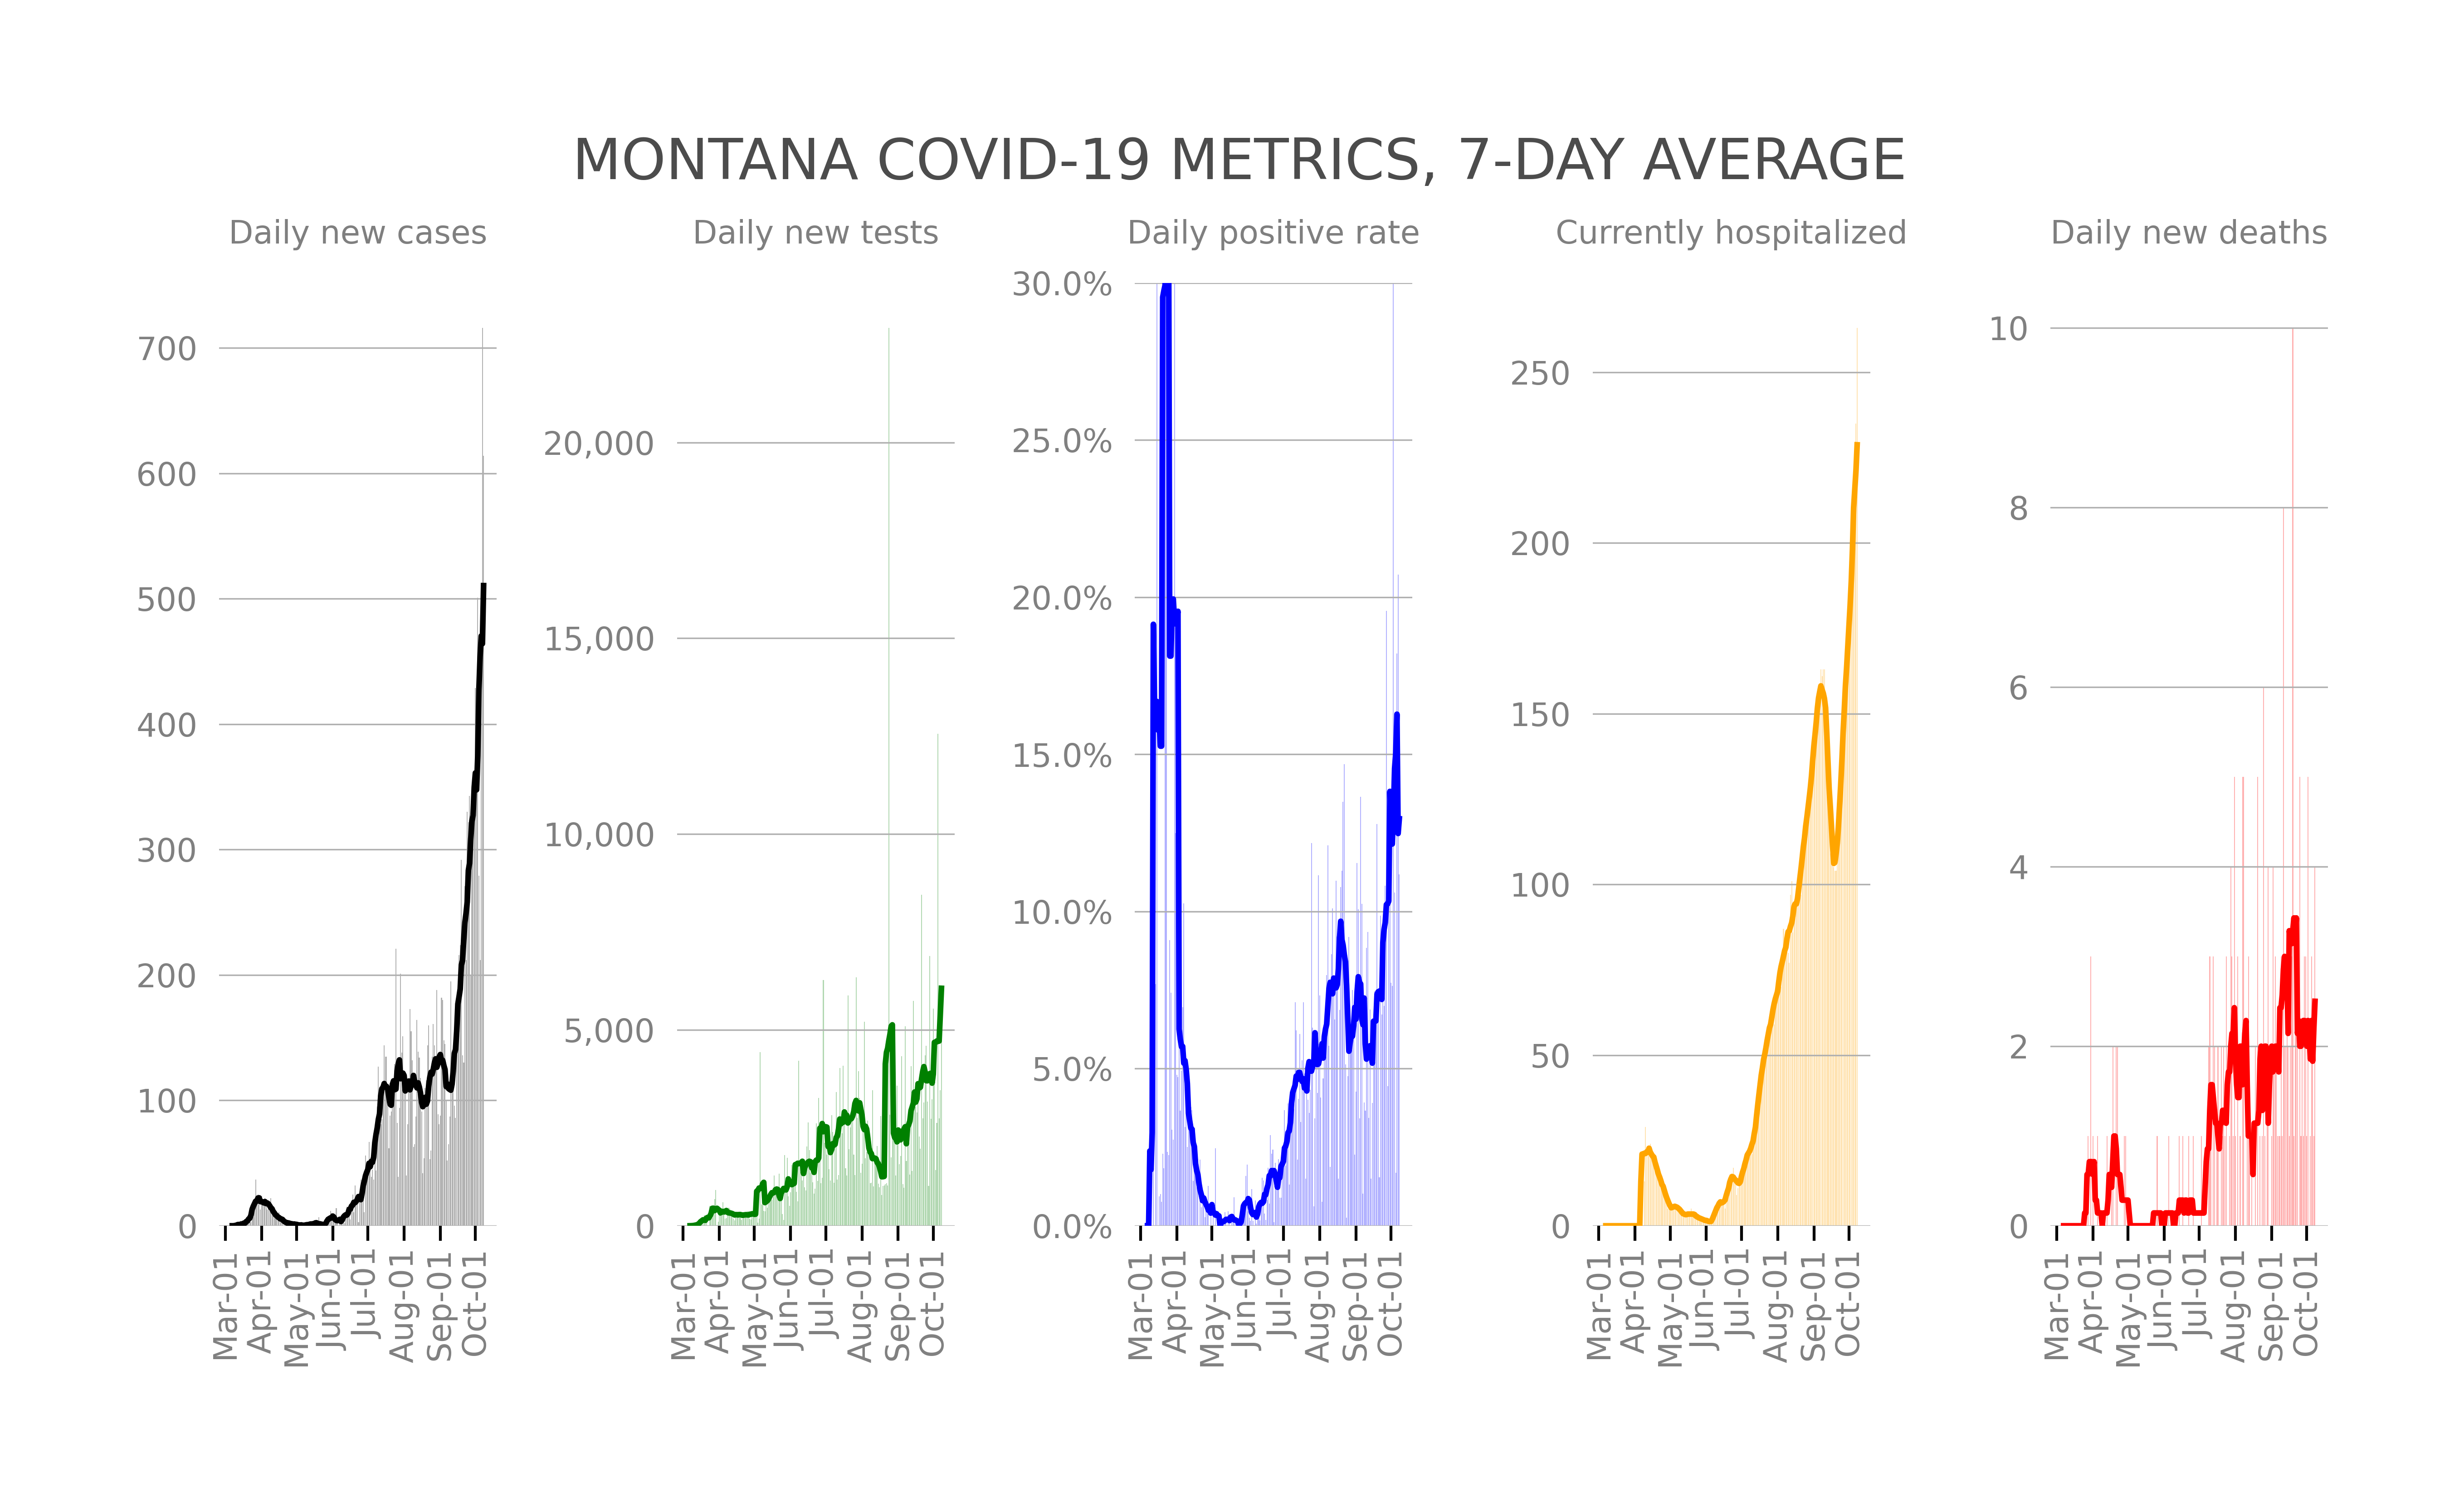 MONTANA COVID-19 METRICS, 7-DAY AVERAGE
Daily new cases
700
600
500
400
300
200
100
0
Mar-01
Apr-01
May-01
Jun-01
Jul-01
Aug-01
Sep-01
Oct-01
Daily new tests
20,000
15,000
10,000
5,000
0
Mar-01
Apr-01
May-01
Jun-01
Jul-01
Aug-01
Sep-01
Oct-01
Daily positive rate
30.0%
25.0%
20.0%
15.0%
10.0%
5.0%
0.0%
Mar-01
Apr-01
May-01
Jun-01
Jul-01
Aug-01
Sep-01
Oct-01
Currently hospitalized
250
200
150
100
50
0
Mar-01
Apr-01
May-01
Jun-01
Jul-01
Aug-01
Sep-01
Oct-01
Daily new deaths
10
8
6
4
2
0
Mar-01
Apr-01
May-01
Jun-01
Jul-01
Aug-01
Sep-01
Oct-01